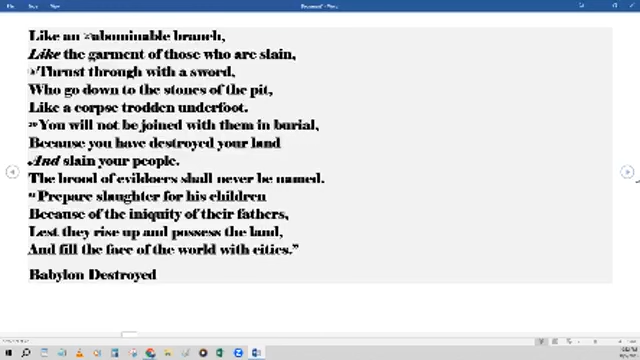 Like an abominable branch,
Like the garment of those who are slain,
Thrust through with a sword,
Who go down to the stones of the pit,
Like a corpse trodden underfoot.
20 You will not be joined with them in burial,
Because you have destroyed your land
And slain your people.
The brood of evildoers shall never be named.
21 Prepare slaughter for his children
Because of the iniquity of their fathers,
Lest they rise up and possess the land,
And fill the face of the world with cities.”
Babylon Destroyed